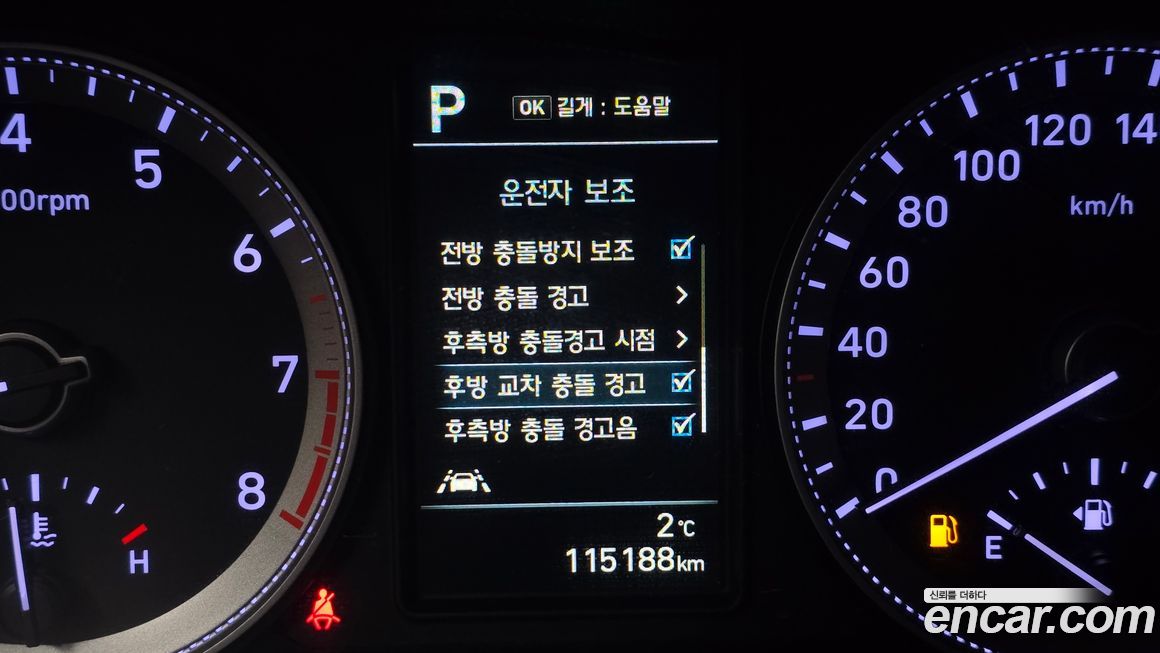 P
OK 길게 : 도움말
운전자 보조
전방 충돌방지 보조
전방 충돌 경고
후측방 충돌경고 시점
후방 교차 충돌 경고
후측방 충돌 경고음
2℃
115188km
4
5
6
7
8
00rpm
H
0
20
40
60
80
100
120
14
km/h
E
신뢰를 더하다
encar.com